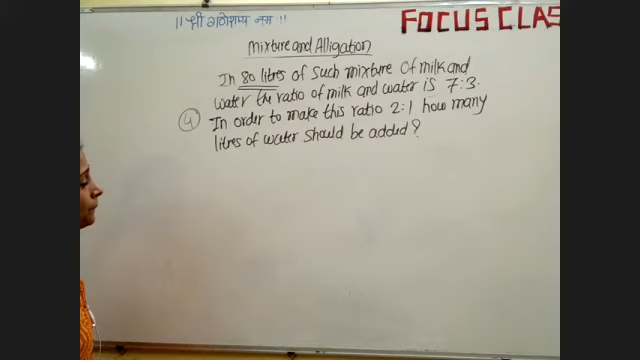 ।। श्री गणेशाय नमः ।।
FOCUS CLAS
Mixture and Alligation
In 80 litres of such mixture of milk and
water the ratio of milk and water is 7:3.
4 In order to make this ratio 2:1 how many
litres of water should be added?